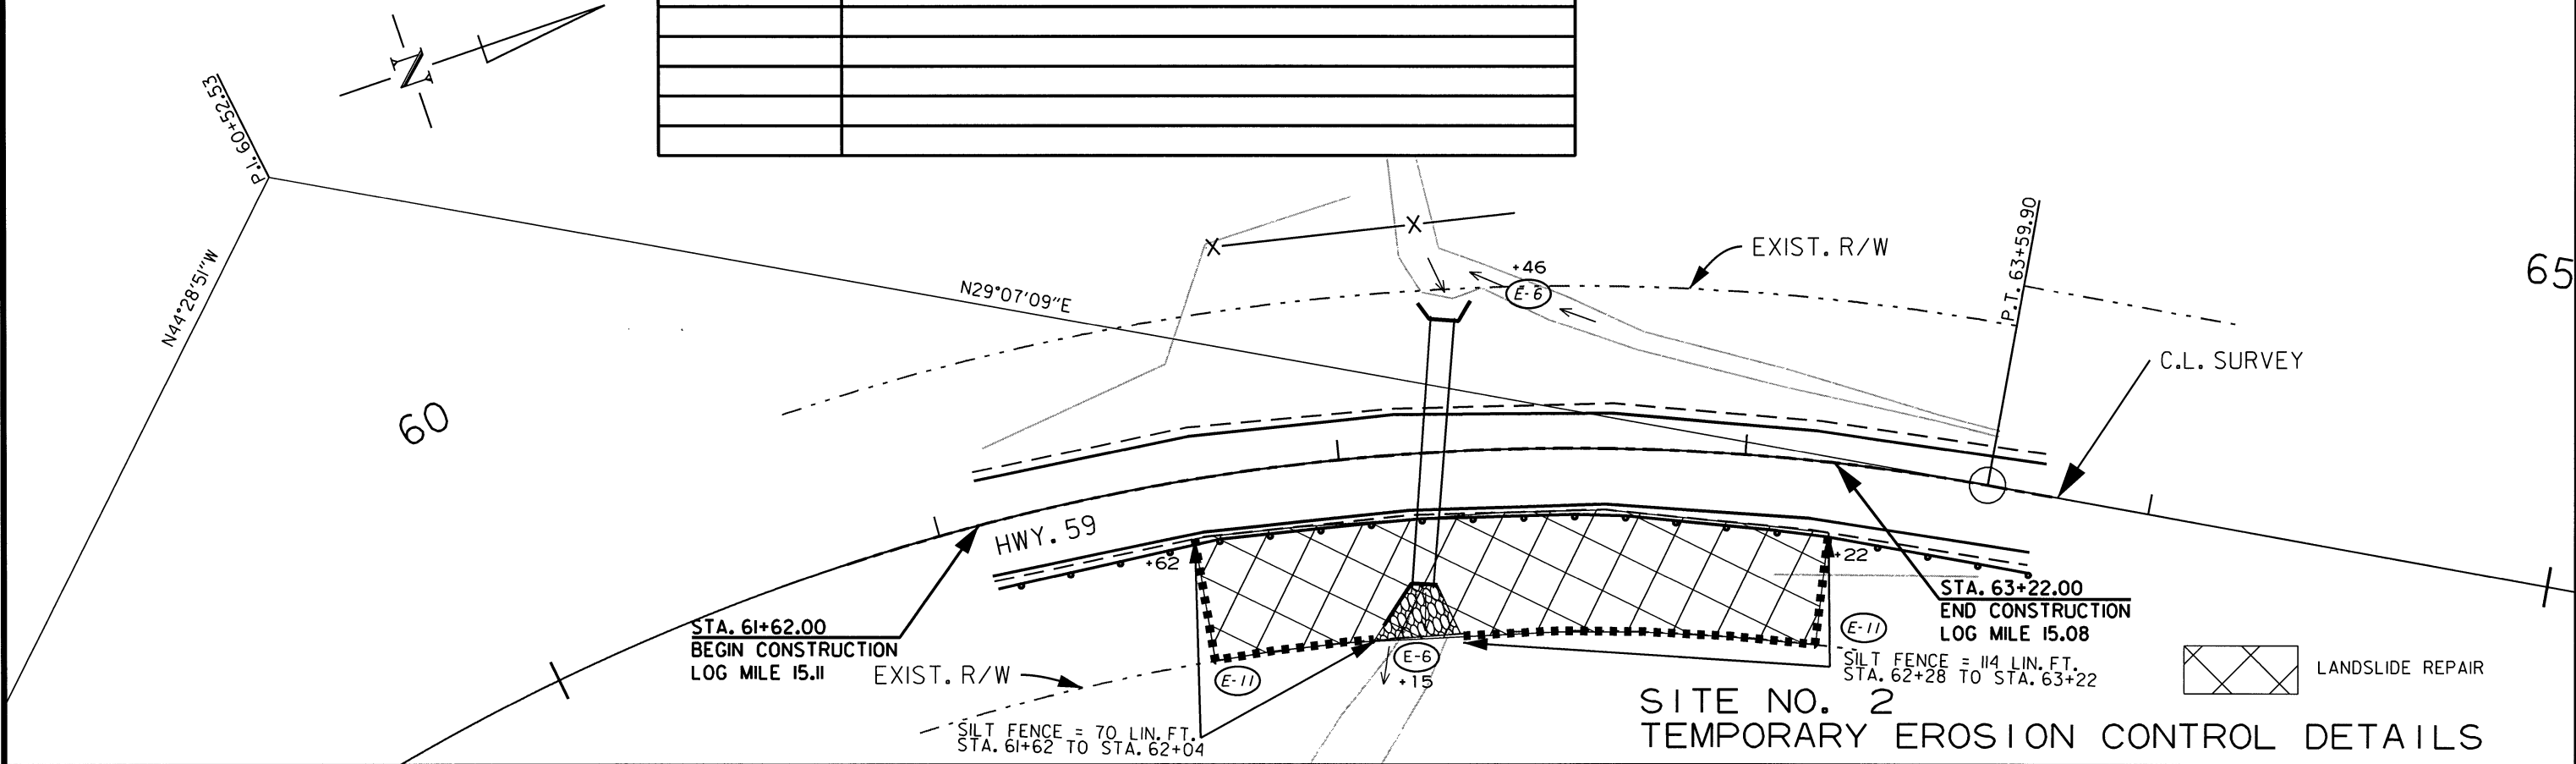 N
P.I. 60+52.53
N44°28'51"W
N29°07'09"E
60
X
X
+46
E-6
EXIST. R/W
P.T. 63+59.90
65
C.L. SURVEY
HWY. 59
+62
+22
STA. 61+62.00
BEGIN CONSTRUCTION
LOG MILE 15.11
STA. 63+22.00
END CONSTRUCTION
LOG MILE 15.08
EXIST. R/W
E-11
E-6
+15
E-11
SILT FENCE = 114 LIN. FT.
STA. 62+28 TO STA. 63+22
SILT FENCE = 70 LIN. FT.
STA. 61+62 TO STA. 62+04
LANDSLIDE REPAIR
SITE NO. 2
TEMPORARY EROSION CONTROL DETAILS